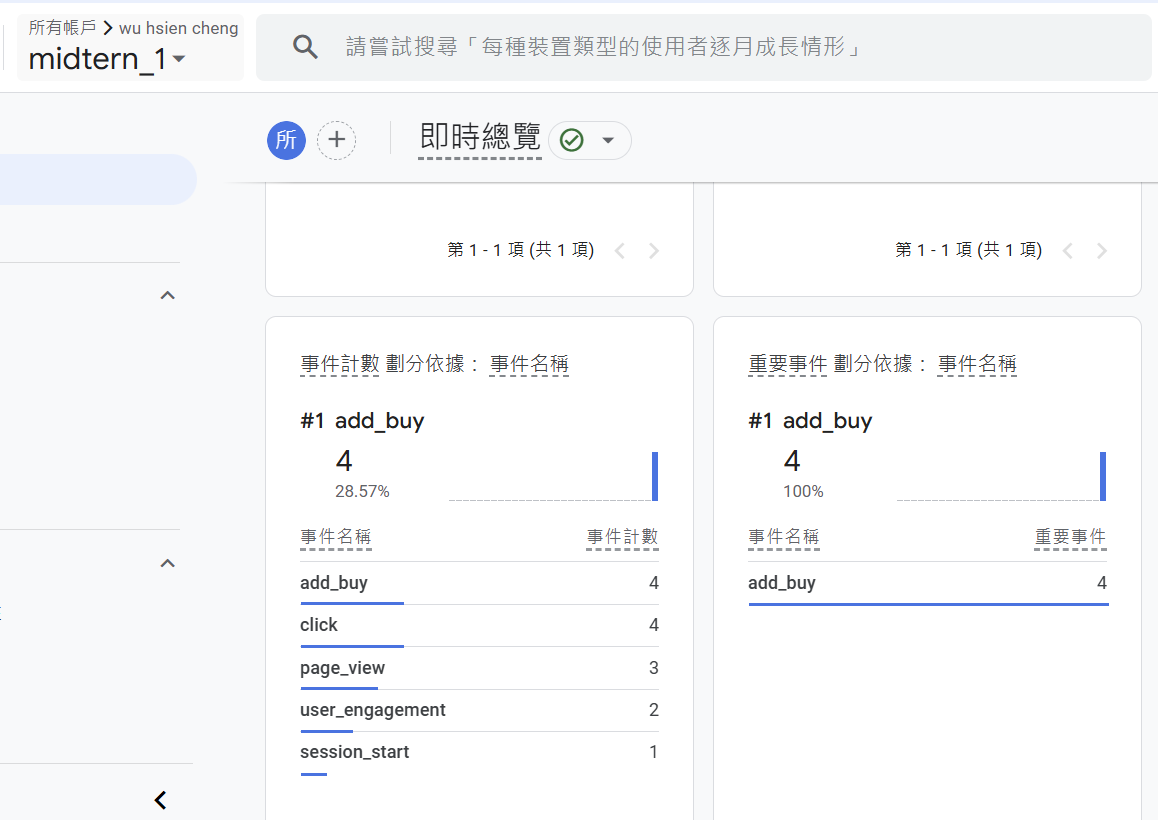 所有帳戶 > wu hsien cheng
midtern_1
請嘗試搜尋「每種裝置類型的使用者逐月成長情形」
所
即時總覽
第 1 - 1 項 (共 1 項)
第 1 - 1 項 (共 1 項)
事件計數 劃分依據： 事件名稱
#1 add_buy
4
28.57%
事件名稱 事件計數
add_buy 4
click 4
page_view 3
user_engagement 2
session_start 1
重要事件 劃分依據： 事件名稱
#1 add_buy
4
100%
事件名稱 重要事件
add_buy 4